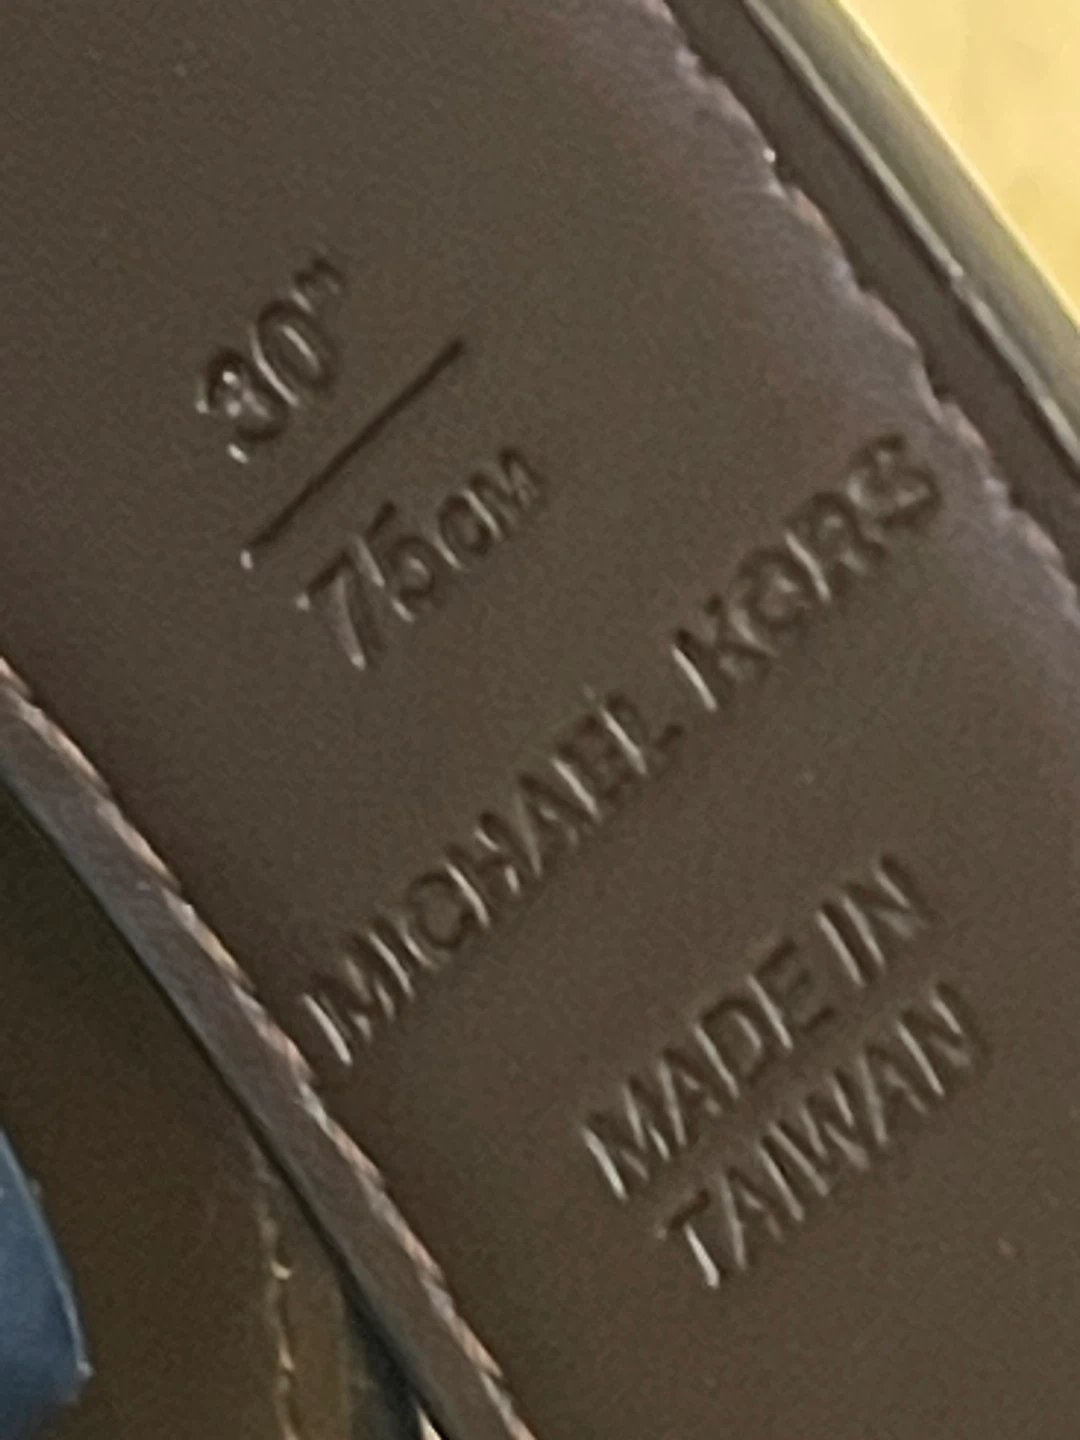 30"
75CM
MICHAEL KORS
MADE IN
TAIWAN